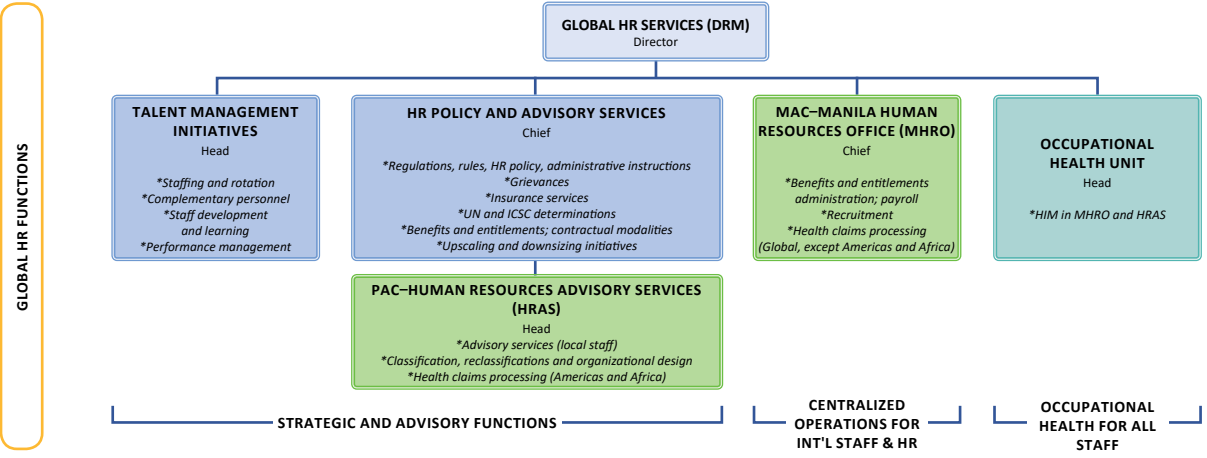 GLOBAL HR FUNCTIONS
GLOBAL HR SERVICES (DRM)
Director
TALENT MANAGEMENT
INITIATIVES
Head
*Staffing and rotation
*Complementary personnel
*Staff development
and learning
*Performance management
HR POLICY AND ADVISORY SERVICES
Chief
*Regulations, rules, HR policy, administrative instructions
*Grievances
*Insurance services
*UN and ICSC determinations
*Benefits and entitlements; contractual modalities
*Upscaling and downsizing initiatives
PAC–HUMAN RESOURCES ADVISORY SERVICES
(HRAS)
Head
*Advisory services (local staff)
*Classification, reclassifications and organizational design
*Health claims processing (Americas and Africa)
MAC–MANILA HUMAN
RESOURCES OFFICE (MHRO)
Chief
*Benefits and entitlements
administration; payroll
*Recruitment
*Health claims processing
(Global, except Americas and Africa)
OCCUPATIONAL
HEALTH UNIT
Head
*HIM in MHRO and HRAS
STRATEGIC AND ADVISORY FUNCTIONS
CENTRALIZED
OPERATIONS FOR
INT'L STAFF & HR
OCCUPATIONAL
HEALTH FOR ALL
STAFF